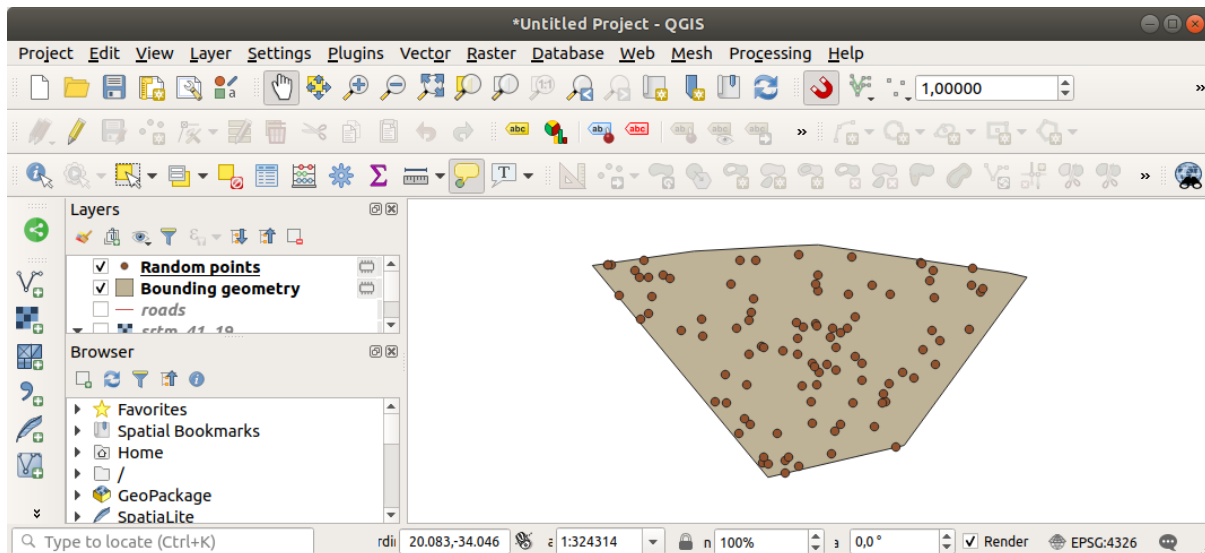 *Untitled Project - QGIS
Project Edit View Layer Settings Plugins Vector Raster Database Web Mesh Processing Help
1,00000
Layers
Random points
Bounding geometry
roads
srtm_41_19
Browser
Favorites
Spatial Bookmarks
Home
/
GeoPackage
SpatiaLite
Type to locate (Ctrl+K) rdi 20.083,-34.046 1:324314 n 100% 0,0 ° Render EPSG:4326